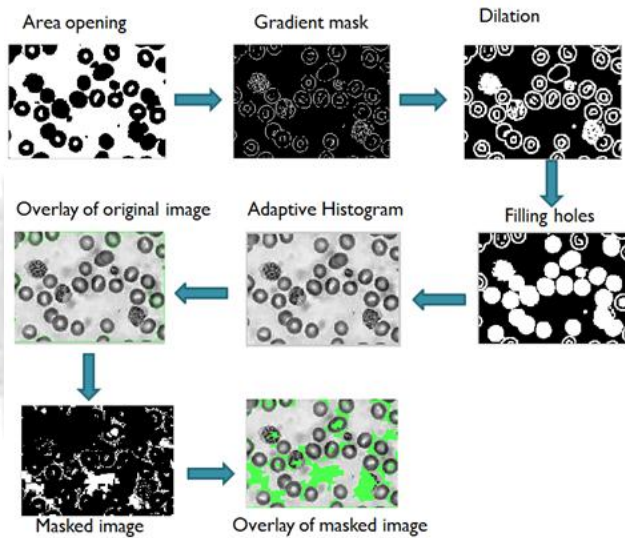 Area opening
Gradient mask
Dilation
Overlay of original image
Adaptive Histogram
Filling holes
Masked image
Overlay of masked image